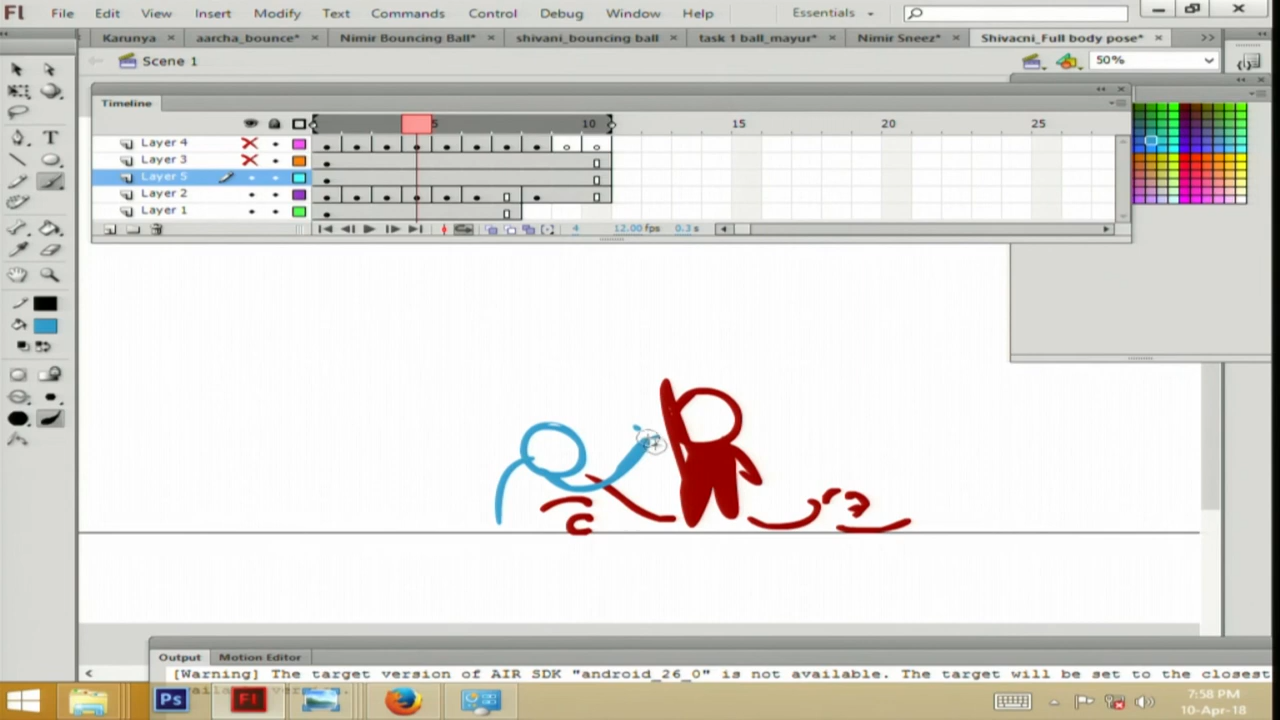 Fl File Edit View Insert Modify Text Commands Control Debug Window Help Essentials
Karunya × aarcha_bounce* × Nimir Bouncing Ball* × shivani_bouncing ball × task 1 ball_mayur* × Nimir Sneez* × Shivacni_Full body pose* × >>
Scene 1 50%
Timeline
5 10 15 20 25
Layer 4
Layer 3
Layer 5
Layer 2
Layer 1
4 12.00 fps 0.3 s
T
Output Motion Editor
[Warning] The target version of AIR SDK "android_26_0" is not available. The target will be set to the closest
Ps Fl
7:58 PM
10-Apr-18